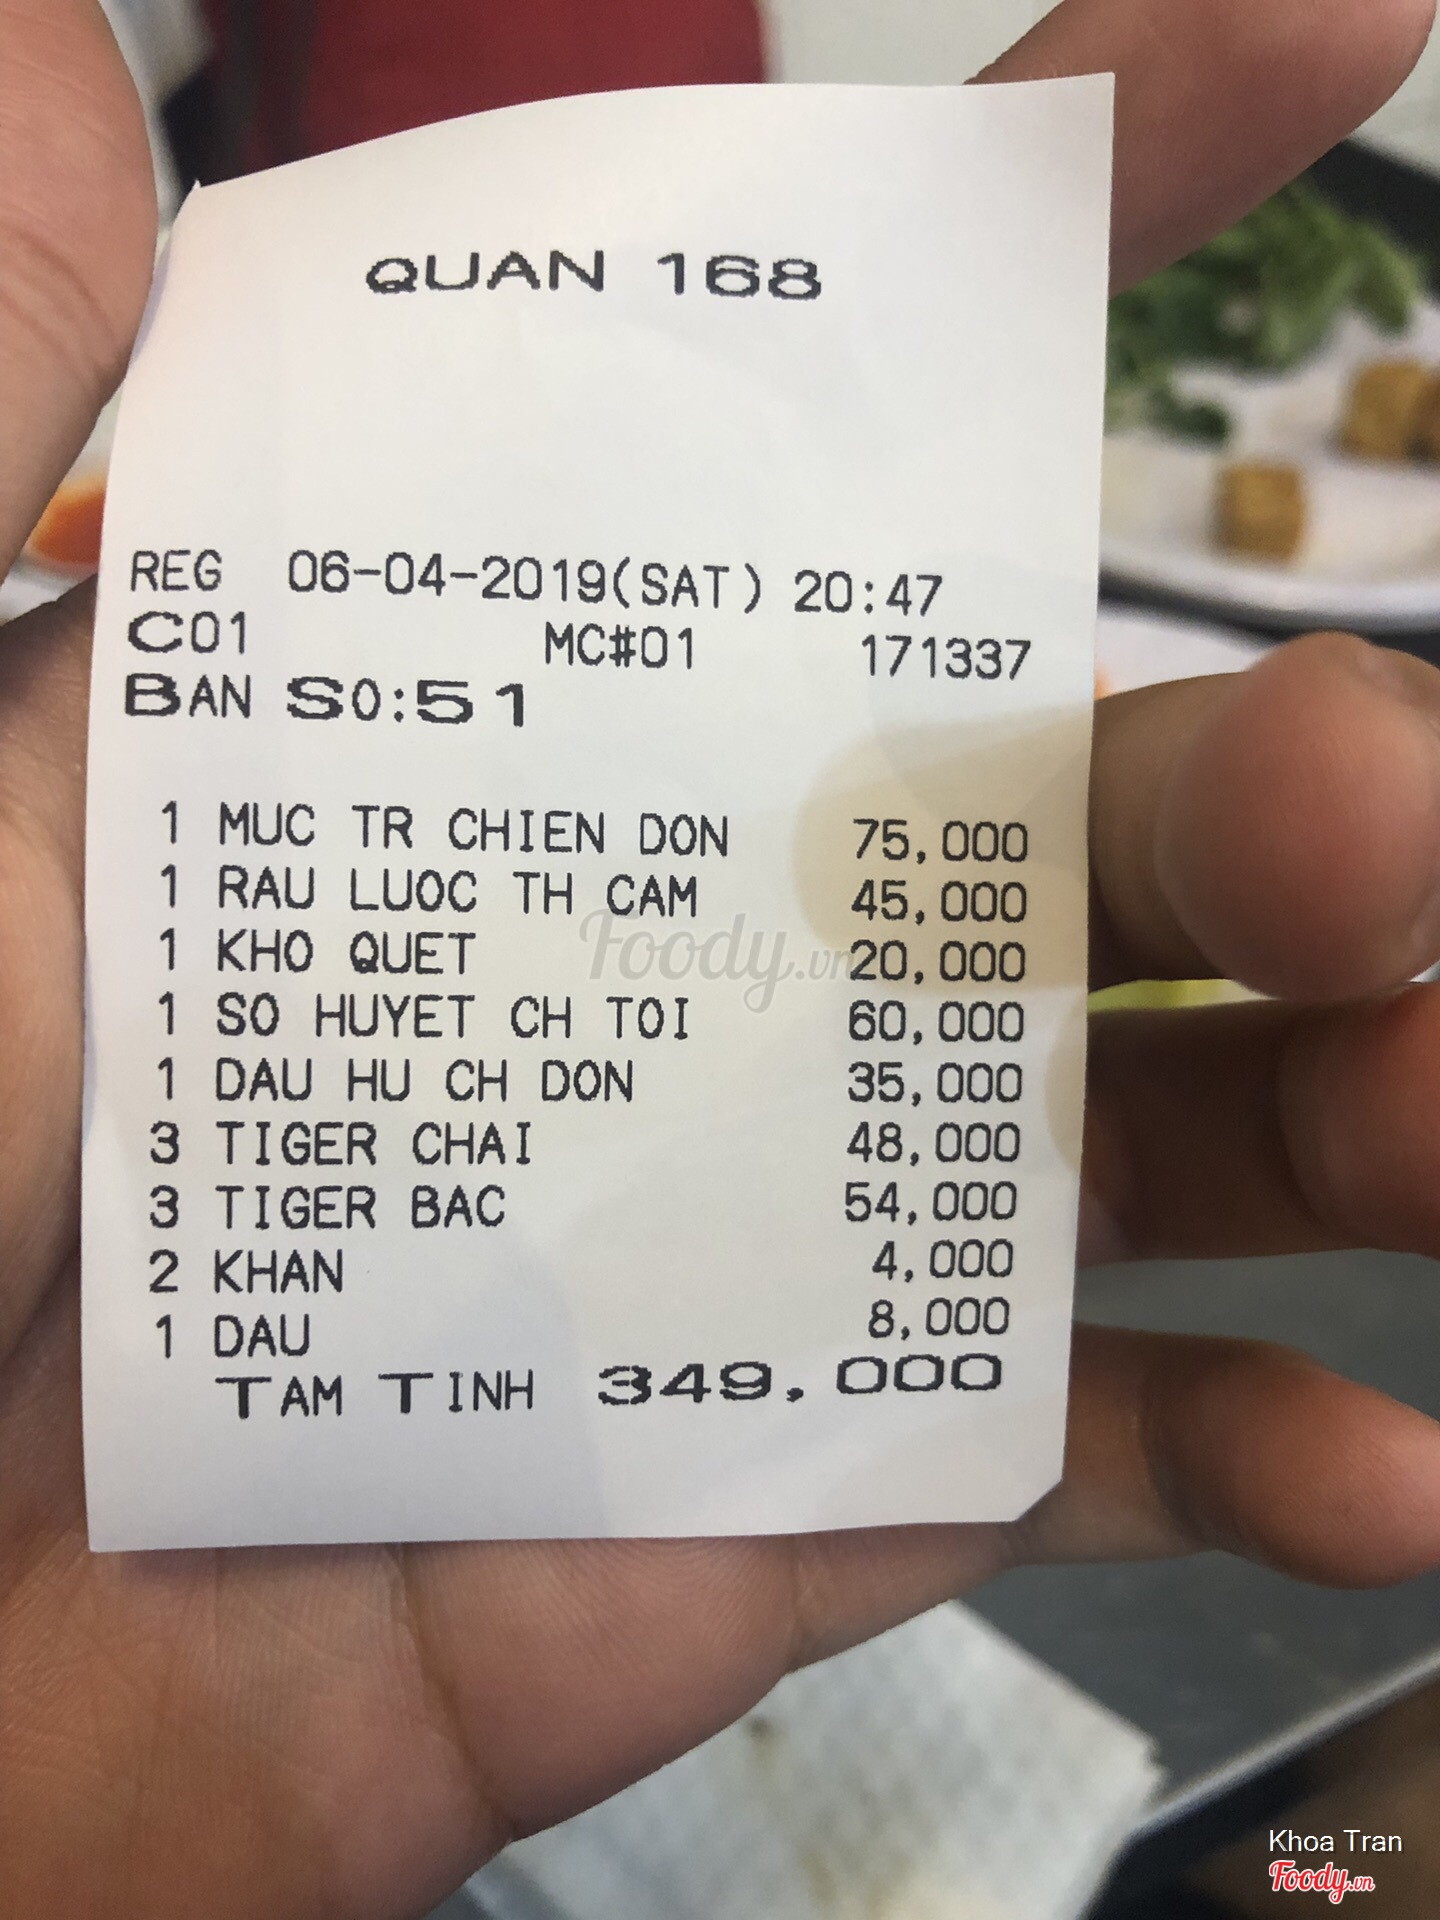 QUAN 168
REG 06-04-2019(SAT) 20:47
C01 MC#01 171337
BAN SO:51
1 MUC TR CHIEN DON 75,000
1 RAU LUOC TH CAM 45,000
1 KHO QUET 20,000
1 SO HUYET CH TOI 60,000
1 DAU HU CH DON 35,000
3 TIGER CHAI 48,000
3 TIGER BAC 54,000
2 KHAN 4,000
1 DAU 8,000
TAM TINH 349.000
Foody.vn
Khoa Tran
Foody.vn